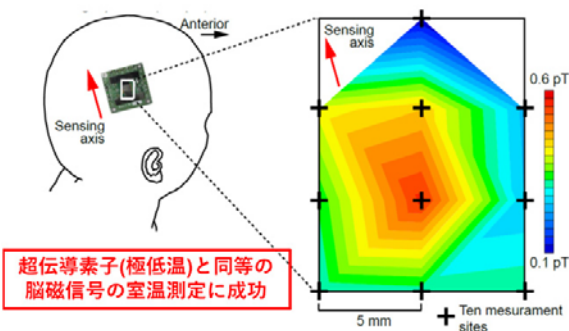 Anterior
Sensing
axis
超伝導素子(極低温)と同等の
脳磁信号の室温測定に成功
Sensing
axis
0.6 pT
0.1 pT
5 mm
Ten mesurament
sites